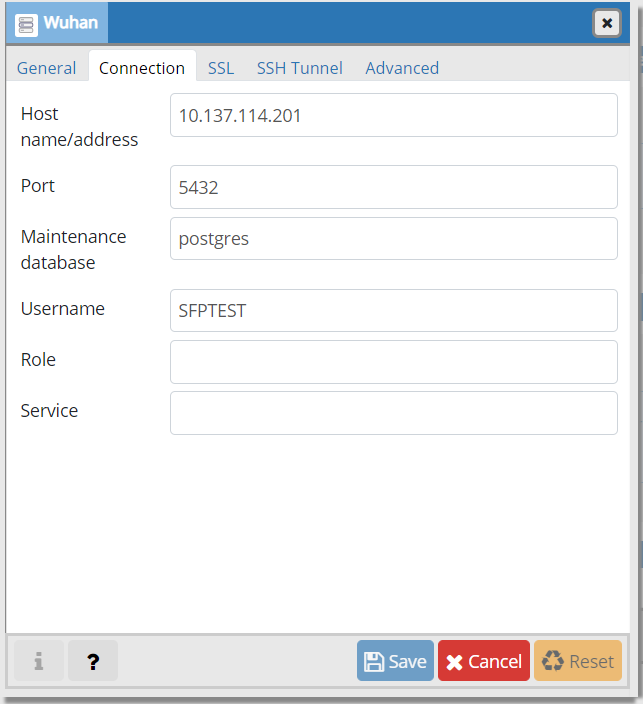 Wuhan
General Connection SSL SSH Tunnel Advanced
Host
name/address
10.137.114.201
Port
5432
Maintenance
database
postgres
Username
SFPTEST
Role
Service
i ? Save Cancel Reset